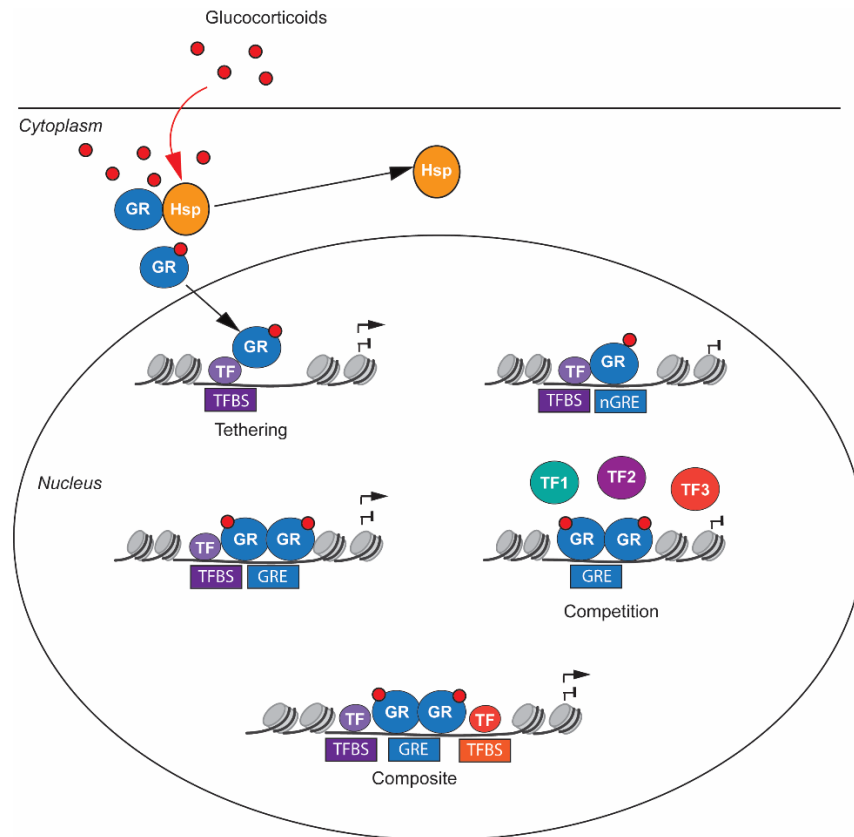 Glucocorticoids
Cytoplasm
Hsp
GR Hsp
GR
GR
TF
TFBS
Tethering
GR
TF
TFBS nGRE
Nucleus
TF1 TF2 TF3
TF GR GR
TFBS GRE
GR GR
GRE
Competition
TF GR GR TF
TFBS GRE TFBS
Composite